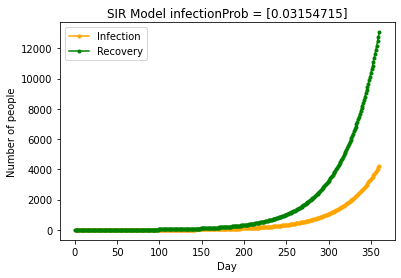 SIR Model infectionProb = [0.03154715]
Infection
Recovery
Number of people
12000
10000
8000
6000
4000
2000
0
0 50 100 150 200 250 300 350
Day